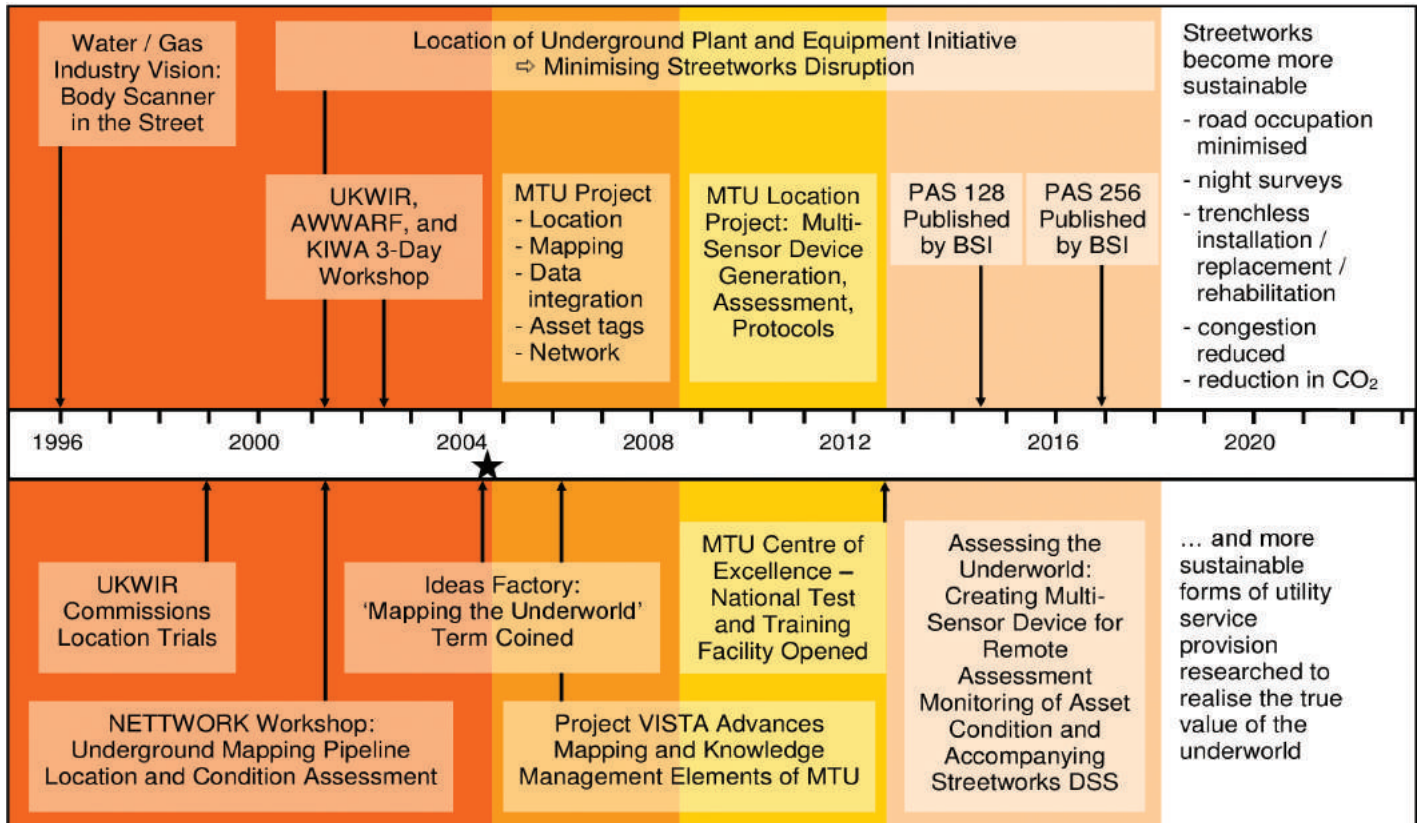 Water / Gas
Industry Vision:
Body Scanner
in the Street
Location of Underground Plant and Equipment Initiative
⇨ Minimising Streetworks Disruption
UKWIR,
AWWARF, and
KIWA 3-Day
Workshop
MTU Project
- Location
- Mapping
- Data
integration
- Asset tags
- Network
MTU Location
Project: Multi-
Sensor Device
Generation,
Assessment,
Protocols
PAS 128
Published
by BSI
PAS 256
Published
by BSI
Streetworks
become more
sustainable
- road occupation
minimised
- night surveys
- trenchless
installation /
replacement /
rehabilitation
- congestion
reduced
- reduction in CO₂
1996 2000 2004 2008 2012 2016 2020
UKWIR
Commissions
Location Trials
NETTWORK Workshop:
Underground Mapping Pipeline
Location and Condition Assessment
Ideas Factory:
‘Mapping the Underworld’
Term Coined
Project VISTA Advances
Mapping and Knowledge
Management Elements of MTU
MTU Centre of
Excellence –
National Test
and Training
Facility Opened
Assessing the
Underworld:
Creating Multi-
Sensor Device for
Remote
Assessment
Monitoring of Asset
Condition and
Accompanying
Streetworks DSS
... and more
sustainable
forms of utility
service
provision
researched to
realise the true
value of the
underworld